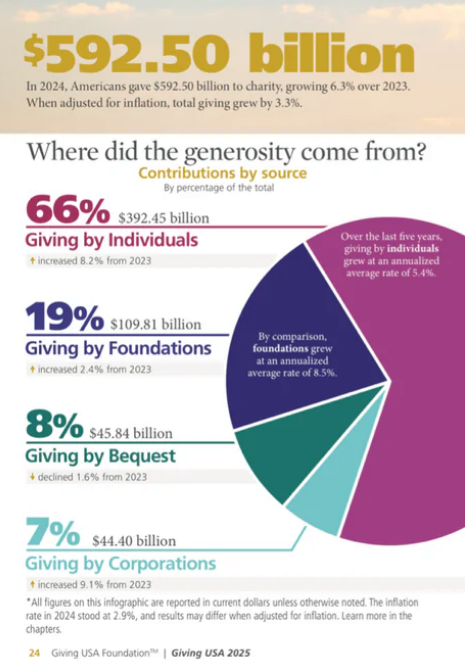 $592.50 billion
In 2024, Americans gave $592.50 billion to charity, growing 6.3% over 2023.
When adjusted for inflation, total giving grew by 3.3%.
Where did the generosity come from?
Contributions by source
By percentage of the total
66% $392.45 billion
Giving by Individuals
↑ increased 8.2% from 2023
Over the last five years,
giving by individuals
grew at an annualized
average rate of 5.4%.
19% $109.81 billion
Giving by Foundations
↑ increased 2.4% from 2023
By comparison,
foundations grew
at an annualized
average rate of 8.5%.
8% $45.84 billion
Giving by Bequest
↓ declined 1.6% from 2023
7% $44.40 billion
Giving by Corporations
↑ increased 9.1% from 2023
*All figures on this infographic are reported in current dollars unless otherwise noted. The inflation
rate in 2024 stood at 2.9%, and results may differ when adjusted for inflation. Learn more in the
chapters.
24 Giving USA Foundation™ | Giving USA 2025